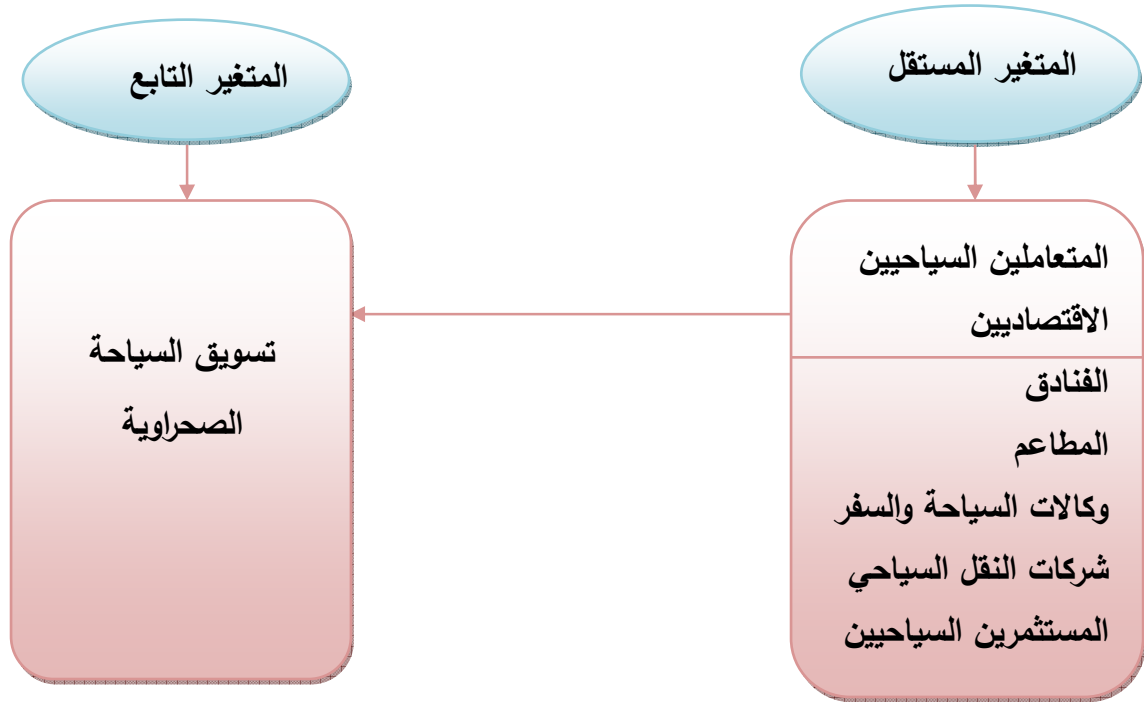 المتغير المستقل
المتغير التابع
المتعاملين السياحيين
الاقتصاديين
الفنادق
المطاعم
وكالات السياحة والسفر
شركات النقل السياحي
المستثمرين السياحيين
تسويق السياحة
الصحراوية